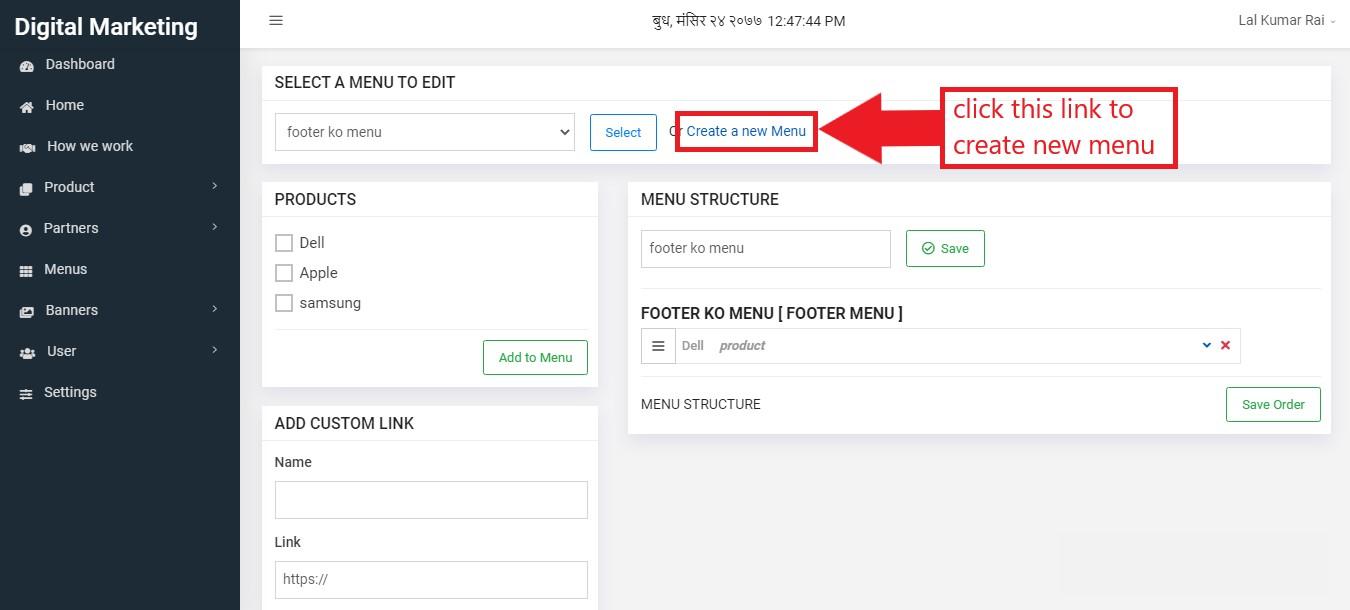 Digital Marketing
बुध, मंसिर २४ २०७७ 12:47:44 PM
Lal Kumar Rai
Dashboard
Home
How we work
Product
Partners
Menus
Banners
User
Settings
SELECT A MENU TO EDIT
footer ko menu
Select
Or Create a new Menu
click this link to
create new menu
PRODUCTS
Dell
Apple
samsung
Add to Menu
ADD CUSTOM LINK
Name
Link
https://
MENU STRUCTURE
footer ko menu
Save
FOOTER KO MENU [ FOOTER MENU ]
Dell product
MENU STRUCTURE
Save Order